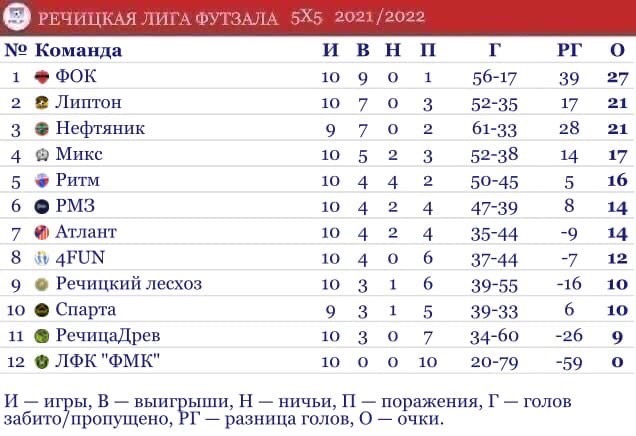 РЕЧИЦКАЯ ЛИГА ФУТЗАЛА 5X5 2021/2022
№ Команда И В Н П Г РГ О
1 ФОК 10 9 0 1 56-17 39 27
2 Липтон 10 7 0 3 52-35 17 21
3 Нефтяник 9 7 0 2 61-33 28 21
4 Микс 10 5 2 3 52-38 14 17
5 Ритм 10 4 4 2 50-45 5 16
6 РМЗ 10 4 2 4 47-39 8 14
7 Атлант 10 4 2 4 35-44 -9 14
8 4FUN 10 4 0 6 37-44 -7 12
9 Речицкий лесхоз 10 3 1 6 39-55 -16 10
10 Спарта 9 3 1 5 39-33 6 10
11 РечицаДрев 10 3 0 7 34-60 -26 9
12 ЛФК "ФМК" 10 0 0 10 20-79 -59 0
И — игры, В — выигрыши, Н — ничьи, П — поражения, Г — голов
забито/пропущено, РГ — разница голов, О — очки.